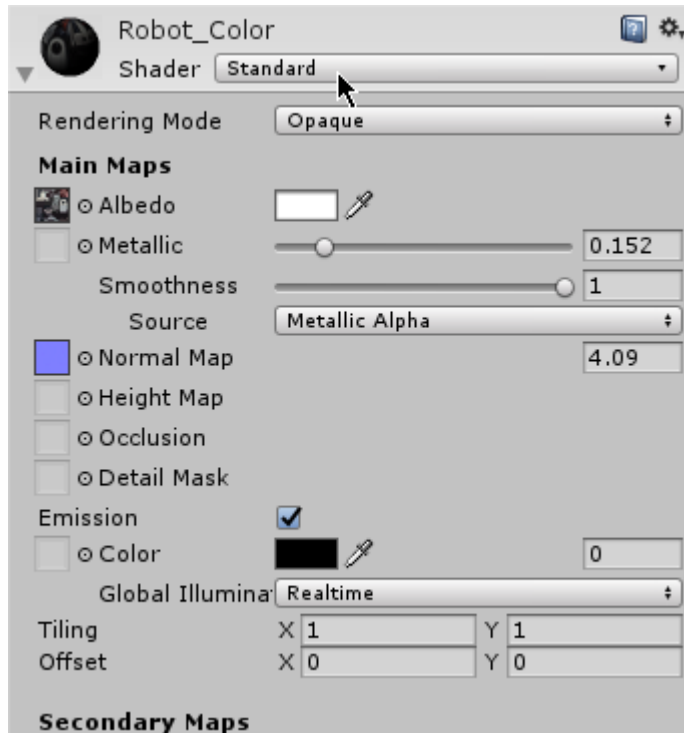 Robot_Color
Shader Standard
Rendering Mode Opaque
Main Maps
Albedo
Metallic 0.152
Smoothness 1
Source Metallic Alpha
Normal Map 4.09
Height Map
Occlusion
Detail Mask
Emission
Color 0
Global Illumina Realtime
Tiling X 1 Y 1
Offset X 0 Y 0
Secondary Maps